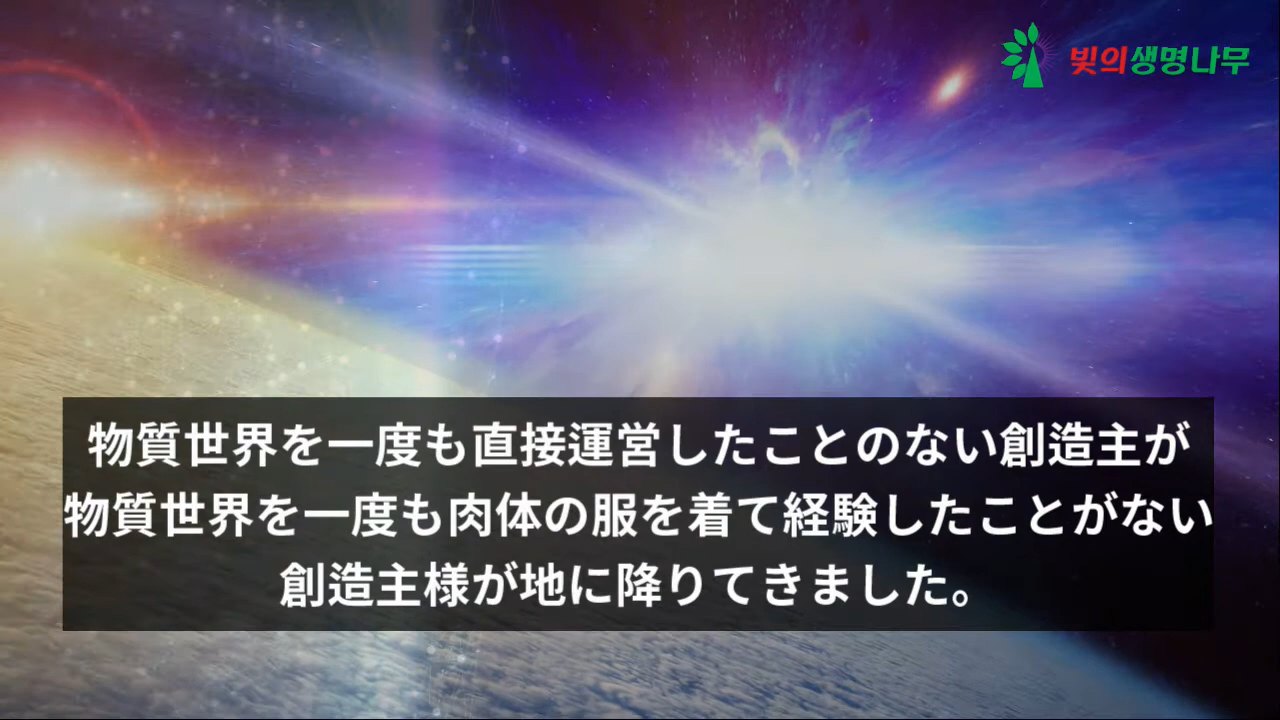 빛의생명나무
物質世界を一度も直接運営したことのない創造主が
物質世界を一度も肉体の服を着て経験したことがない
創造主様が地に降りてきました。